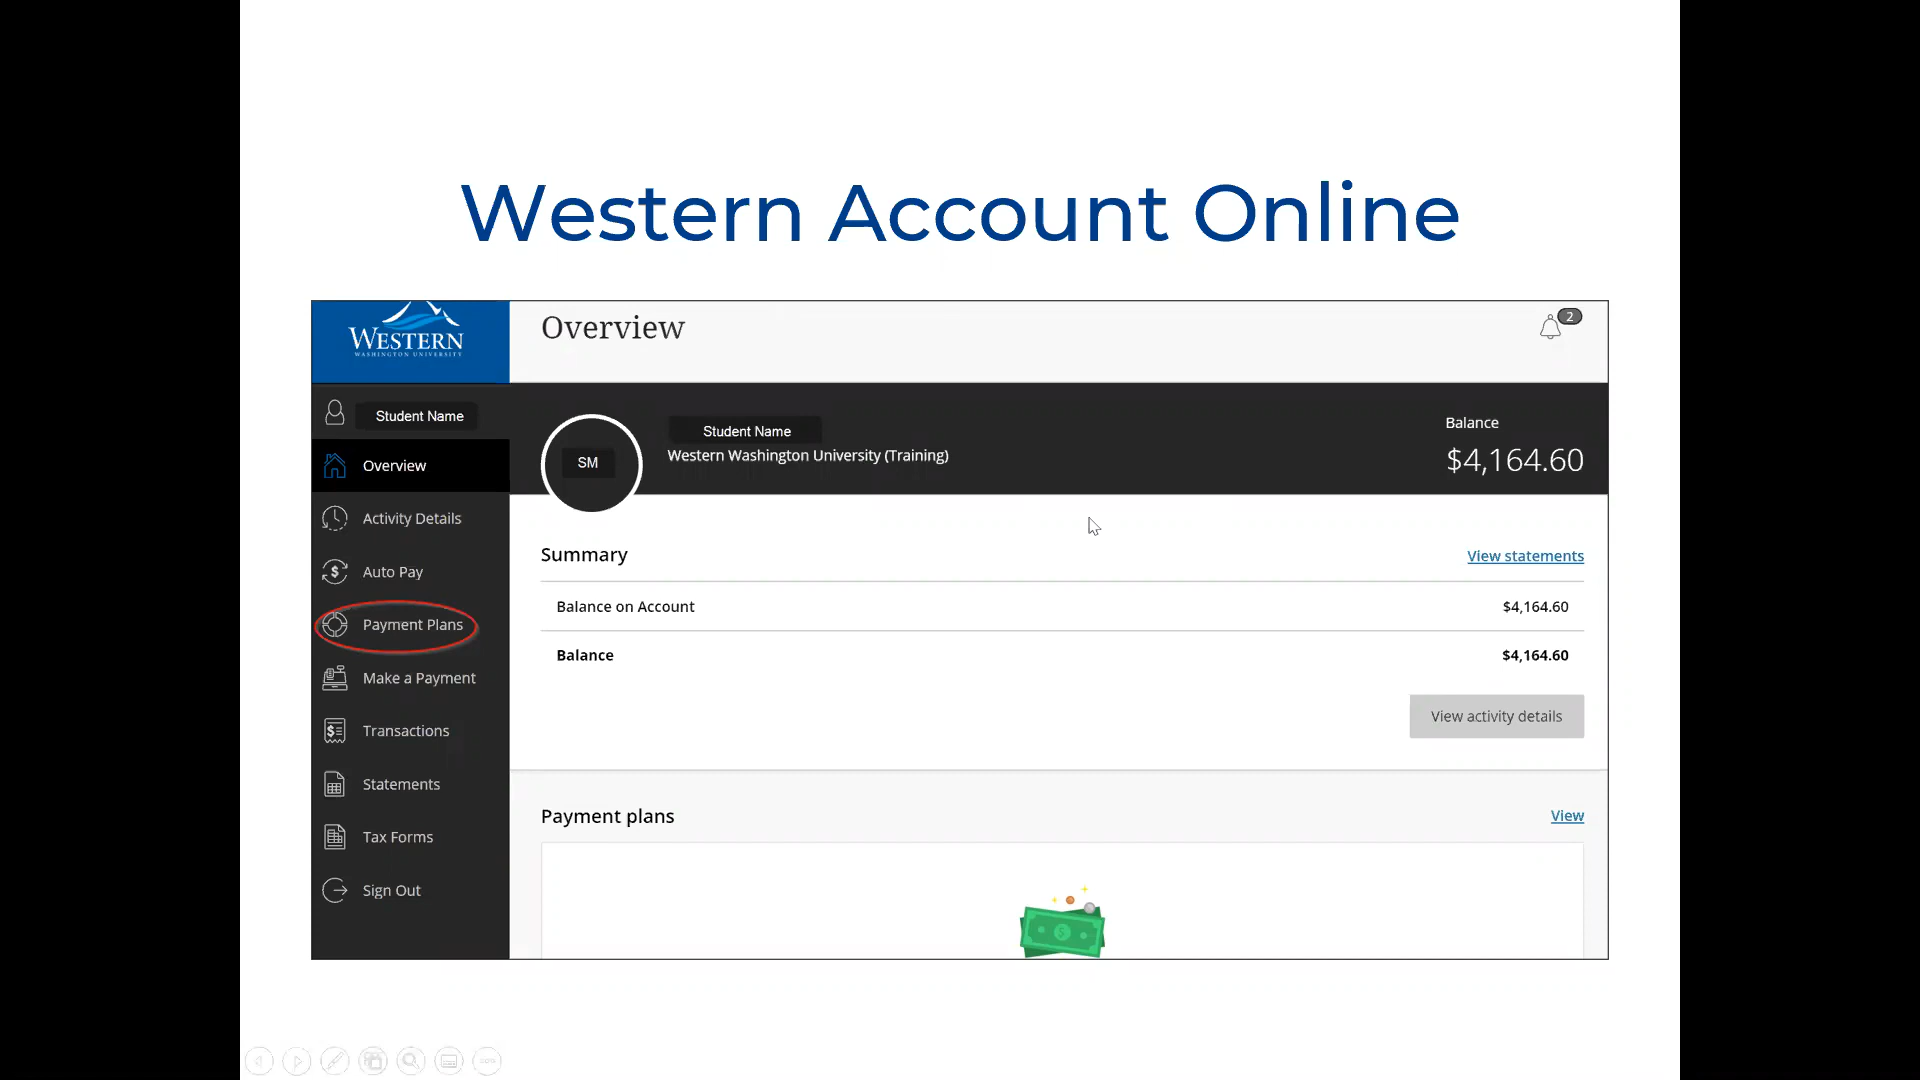 Western Account Online
WESTERN
WASHINGTON UNIVERSITY
Overview
2
Student Name
Overview
Activity Details
Auto Pay
Payment Plans
Make a Payment
Transactions
Statements
Tax Forms
Sign Out
SM
Student Name
Western Washington University (Training)
Balance
$4,164.60
Summary
View statements
Balance on Account
$4,164.60
Balance
$4,164.60
View activity details
Payment plans
View